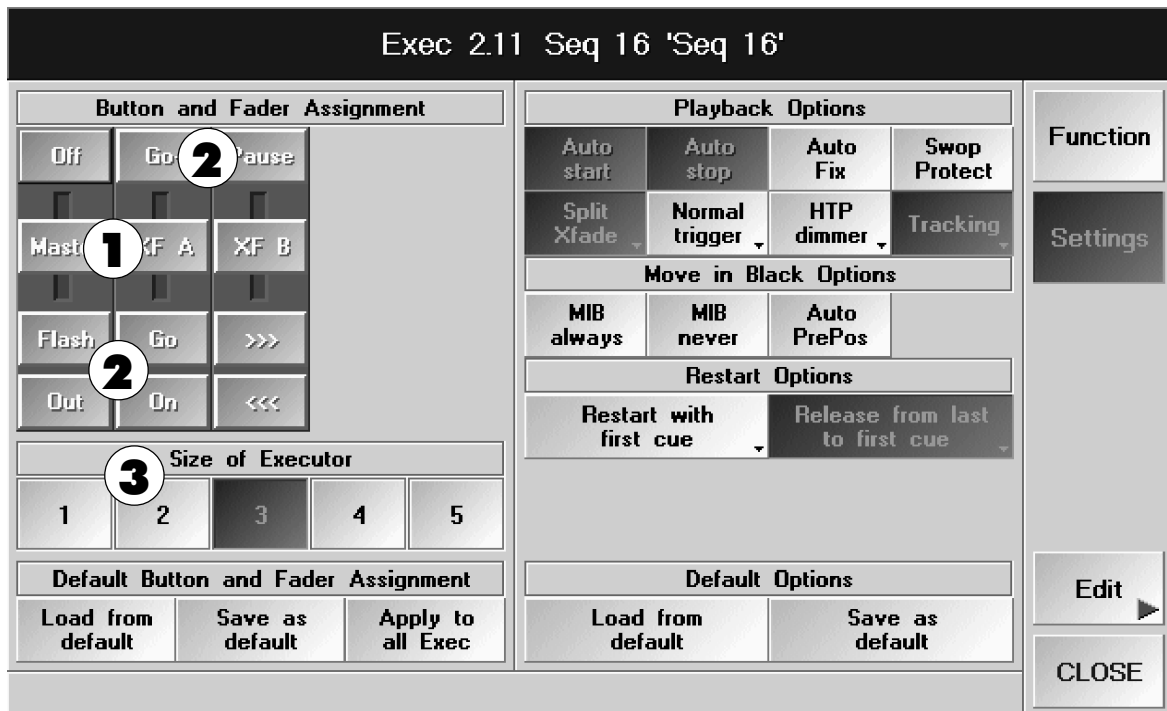 Exec 2.11 Seq 16 'Seq 16'
Button and Fader Assignment
Off Go- 2 Pause
1
Master XF A XF B
Flash Go >>>
2
Out On <<<
Size of Executor
3
1 2 3 4 5
Default Button and Fader Assignment
Load from default
Save as default
Apply to all Exec
Playback Options
Auto start
Auto stop
Auto Fix
Swop Protect
Split Xfade
Normal trigger
HTP dimmer
Tracking
Move in Black Options
MIB always
MIB never
Auto PrePos
Restart Options
Restart with first cue
Release from last to first cue
Default Options
Load from default
Save as default
Function
Settings
Edit
CLOSE